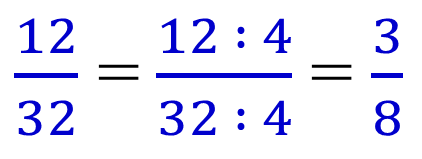 12/32 = 12 : 4/32 : 4 = 3/8